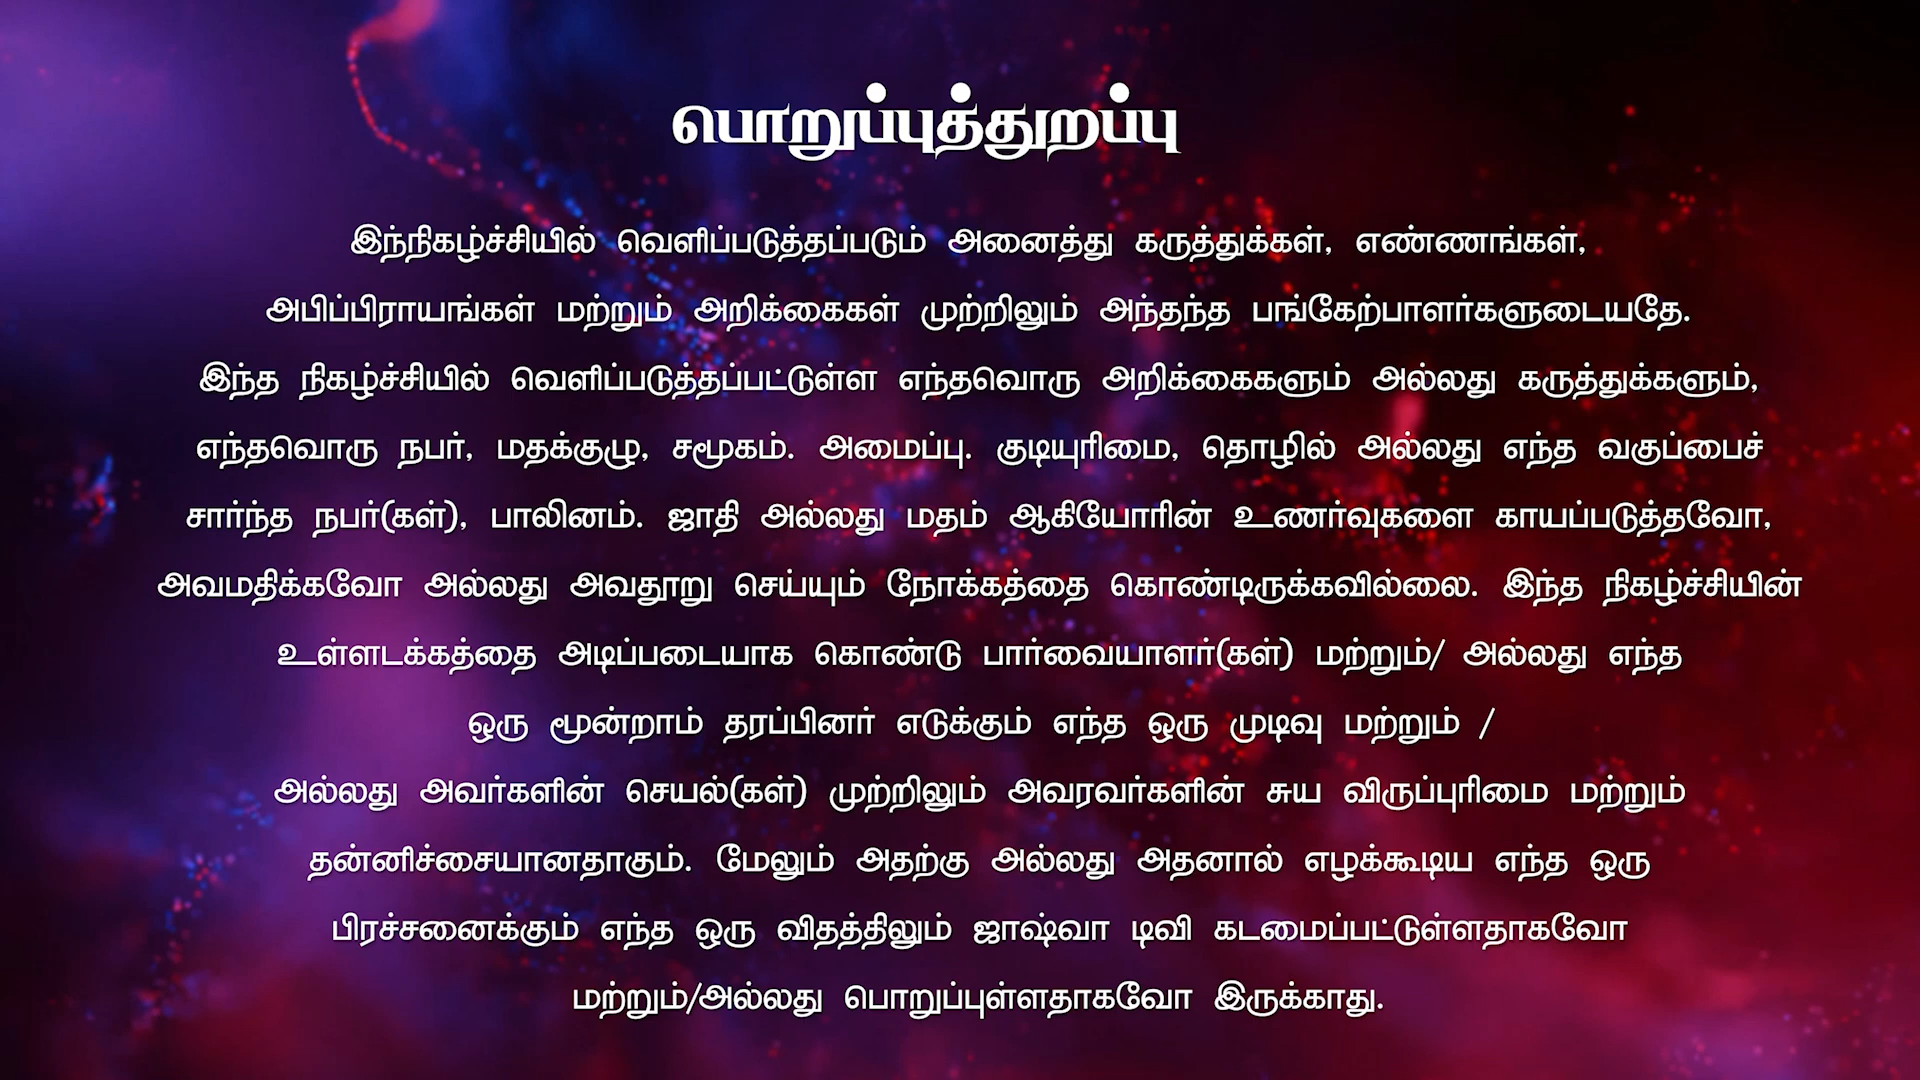 பொறுப்புத்துறப்பு
இந்நிகழ்ச்சியில் வெளிப்படுத்தப்படும் அனைத்து கருத்துக்கள், எண்ணங்கள்,
அபிப்பிராயங்கள் மற்றும் அறிக்கைகள் முற்றிலும் அந்தந்த பங்கேற்பாளர்களுடையதே.
இந்த நிகழ்ச்சியில் வெளிப்படுத்தப்பட்டுள்ள எந்தவொரு அறிக்கைகளும் அல்லது கருத்துக்களும்,
எந்தவொரு நபர், மதக்குழு, சமூகம். அமைப்பு. குடியுரிமை, தொழில் அல்லது எந்த வகுப்பைச்
சார்ந்த நபர்(கள்), பாலினம். ஜாதி அல்லது மதம் ஆகியோரின் உணர்வுகளை காயப்படுத்தவோ,
அவமதிக்கவோ அல்லது அவதூறு செய்யும் நோக்கத்தை கொண்டிருக்கவில்லை. இந்த நிகழ்ச்சியின்
உள்ளடக்கத்தை அடிப்படையாக கொண்டு பார்வையாளர்(கள்) மற்றும்/ அல்லது எந்த
ஒரு மூன்றாம் தரப்பினர் எடுக்கும் எந்த ஒரு முடிவு மற்றும் /
அல்லது அவர்களின் செயல்(கள்) முற்றிலும் அவரவர்களின் சுய விருப்புரிமை மற்றும்
தன்னிச்சையானதாகும். மேலும் அதற்கு அல்லது அதனால் எழக்கூடிய எந்த ஒரு
பிரச்சனைக்கும் எந்த ஒரு விதத்திலும் ஜாஷ்வா டிவி கடமைப்பட்டுள்ளதாகவோ
மற்றும்/அல்லது பொறுப்புள்ளதாகவோ இருக்காது.